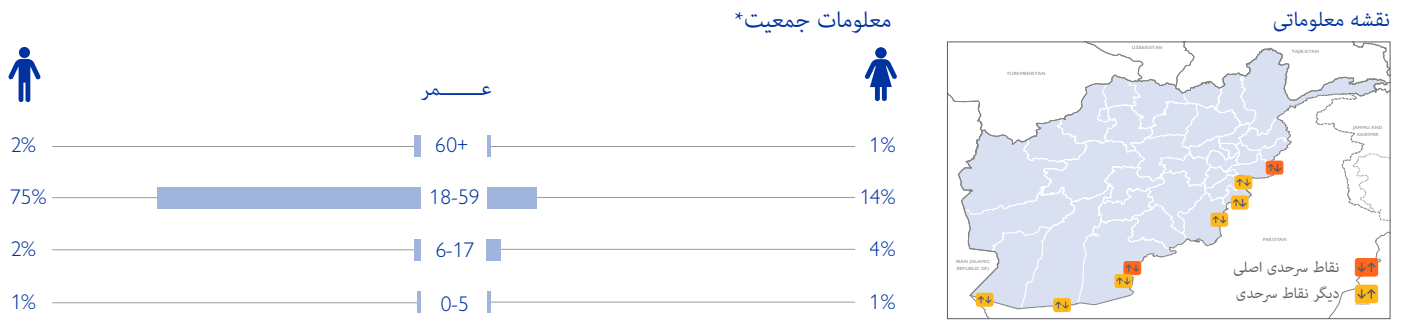 نقشه معلوماتی
معلومات جمعیت*
عـــــــمر
2% 60+ 1%
75% 18-59 14%
2% 6-17 4%
1% 0-5 1%
UZBEKISTAN
TAJIKISTAN
TURKMENISTAN
JAMMU AND
KASHMIR
PAKISTAN
IRAN (ISLAMIC
REPUBLIC OF)
نقاط سرحدی اصلی
دیگر نقاط سرحدی